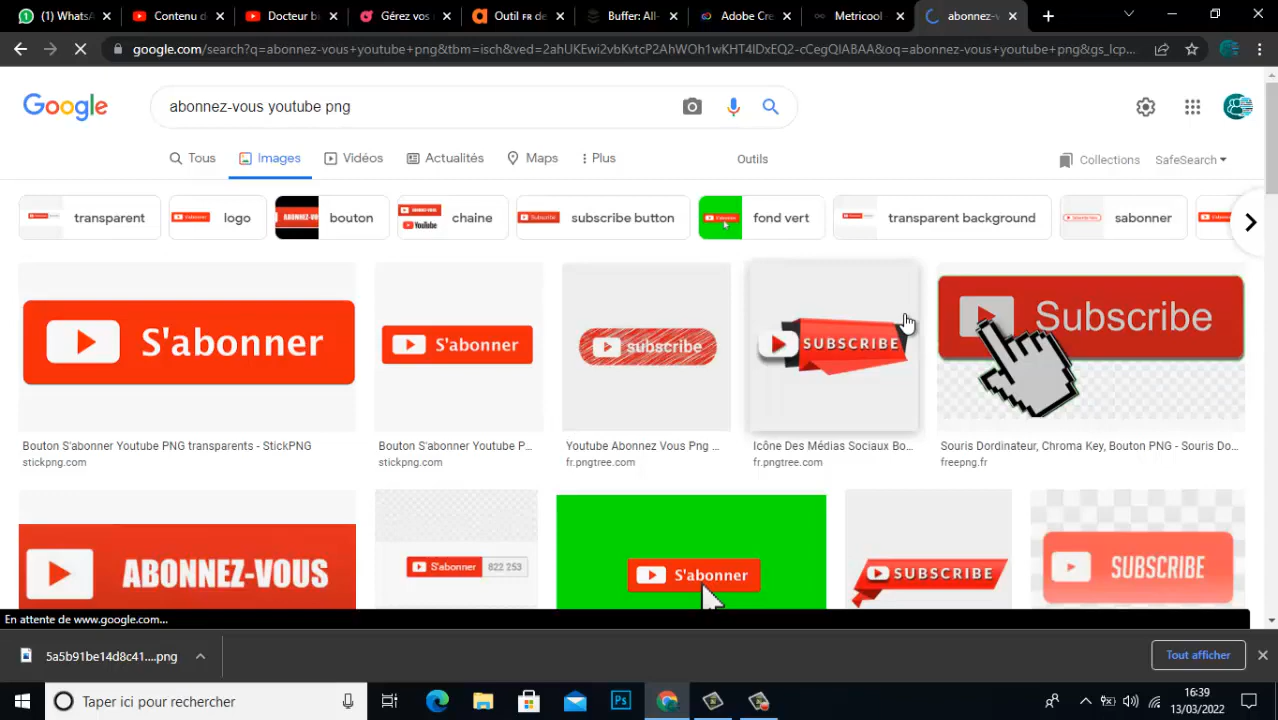 (1) WhatsA
Contenu d
Docteur bi
Gérez vos
Outil FR de
Buffer: All-
Adobe Cre
Metricool
abonnez-v
google.com/search?q=abonnez-vous+youtube+png&tbm=isch&ved=2ahUKEwi2vbKvtcP2AhWOh1wKHT4IDxEQ2-cCegQIABAA&oq=abonnez-vous+youtube+png&gs_lcp...
Google
abonnez-vous youtube png
Tous
Images
Vidéos
Actualités
Maps
Plus
Outils
Collections
SafeSearch
transparent
logo
bouton
chaine
subscribe button
fond vert
transparent background
sabonner
S'abonner
S'abonner
subscribe
SUBSCRIBE
Subscribe
Bouton S'abonner Youtube PNG transparents - StickPNG
stickpng.com
Bouton S'abonner Youtube P...
stickpng.com
Youtube Abonnez Vous Png ...
fr.pngtree.com
Icône Des Médias Sociaux Bo...
fr.pngtree.com
Souris Dordinateur, Chroma Key, Bouton PNG - Souris Do...
freepng.fr
ABONNEZ-VOUS
S'abonner 822 253
S'abonner
SUBSCRIBE
SUBSCRIBE
En attente de www.google.com...
5a5b91be14d8c41....png
Tout afficher
Taper ici pour rechercher
Ps
16:39
13/03/2022